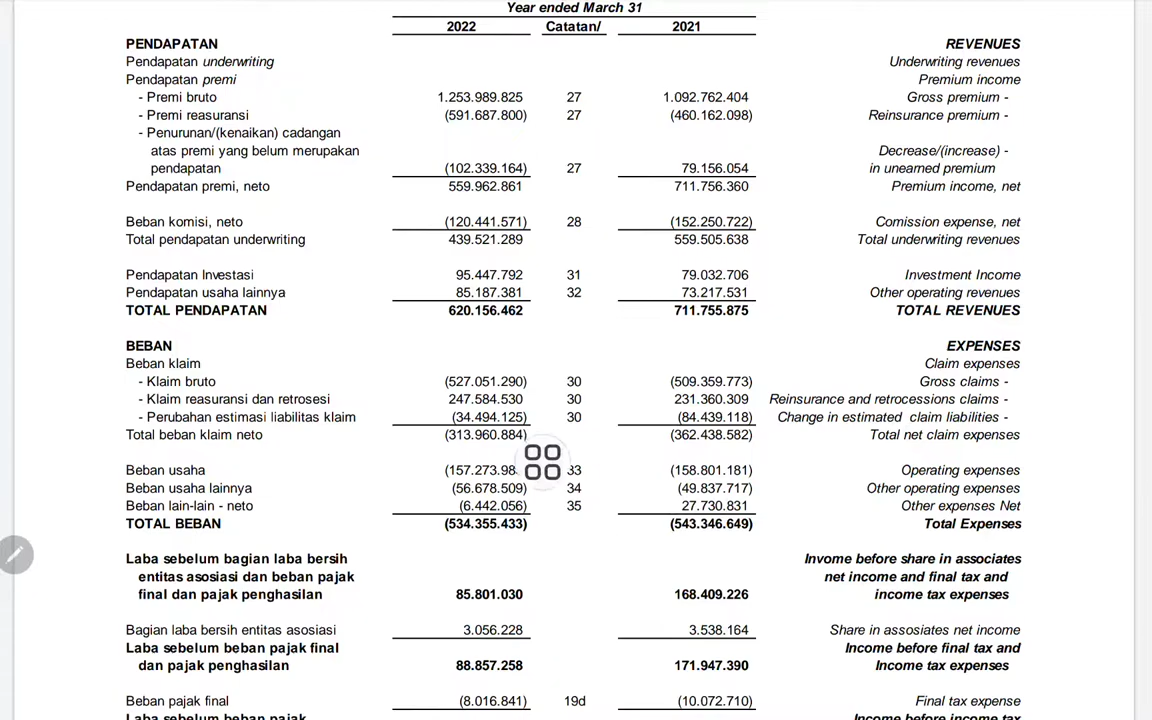 Year ended March 31
2022 Catatan/ 2021
PENDAPATAN REVENUES
Pendapatan underwriting Underwriting revenues
Pendapatan premi Premium income
- Premi bruto 1.253.989.825 27 1.092.762.404 Gross premium -
- Premi reasuransi (591.687.800) 27 (460.162.098) Reinsurance premium -
- Penurunan/(kenaikan) cadangan
atas premi yang belum merupakan Decrease/(increase) -
pendapatan (102.339.164) 27 79.156.054 in unearned premium
Pendapatan premi, neto 559.962.861 711.756.360 Premium income, net
Beban komisi, neto (120.441.571) 28 (152.250.722) Comission expense, net
Total pendapatan underwriting 439.521.289 559.505.638 Total underwriting revenues
Pendapatan Investasi 95.447.792 31 79.032.706 Investment Income
Pendapatan usaha lainnya 85.187.381 32 73.217.531 Other operating revenues
TOTAL PENDAPATAN 620.156.462 711.755.875 TOTAL REVENUES
BEBAN EXPENSES
Beban klaim Claim expenses
- Klaim bruto (527.051.290) 30 (509.359.773) Gross claims -
- Klaim reasuransi dan retrosesi 247.584.530 30 231.360.309 Reinsurance and retrocessions claims -
- Perubahan estimasi liabilitas klaim (34.494.125) 30 (84.439.118) Change in estimated claim liabilities -
Total beban klaim neto (313.960.884) (362.438.582) Total net claim expenses
Beban usaha (157.273.98 33 (158.801.181) Operating expenses
Beban usaha lainnya (56.678.509) 34 (49.837.717) Other operating expenses
Beban lain-lain - neto (6.442.056) 35 27.730.831 Other expenses Net
TOTAL BEBAN (534.355.433) (543.346.649) Total Expenses
Laba sebelum bagian laba bersih Invome before share in associates
entitas asosiasi dan beban pajak net income and final tax and
final dan pajak penghasilan 85.801.030 168.409.226 income tax expenses
Bagian laba bersih entitas asosiasi 3.056.228 3.538.164 Share in assosiates net income
Laba sebelum beban pajak final Income before final tax and
dan pajak penghasilan 88.857.258 171.947.390 Income tax expenses
Beban pajak final (8.016.841) 19d (10.072.710) Final tax expense
Laba sebelum beban pajak Income before income tax